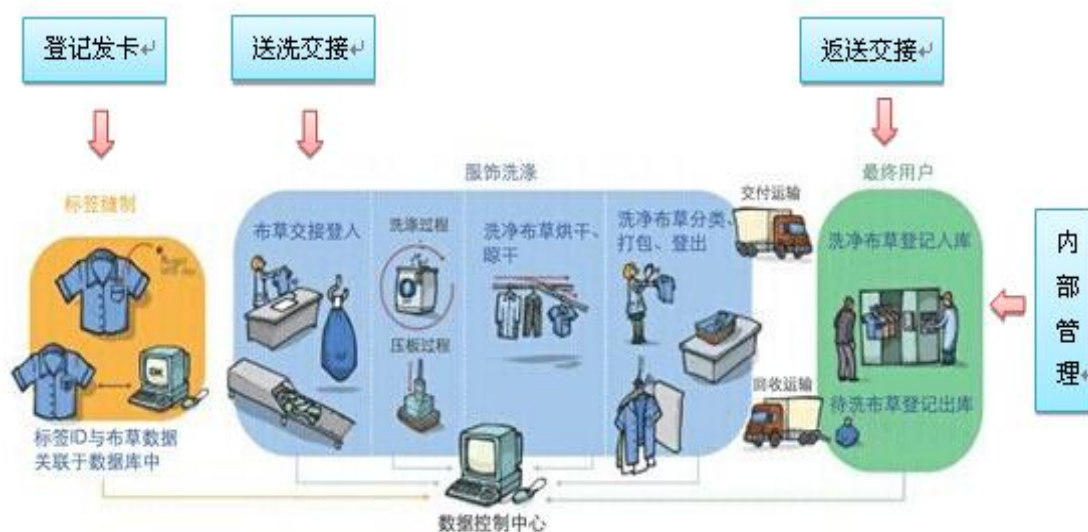 登记发卡
送洗交接
返送交接
服饰洗涤
最终用户
标签缝制
布草交接登入
洗涤过程
洗净布草烘干、
晾干
洗净布草分类、
打包、登出
交付运输
洗净布草登记入库
内
部
管
理
压板过程
回收运输
待洗布草登记出库
OK
标签ID与布草数据
关联于数据库中
数据控制中心